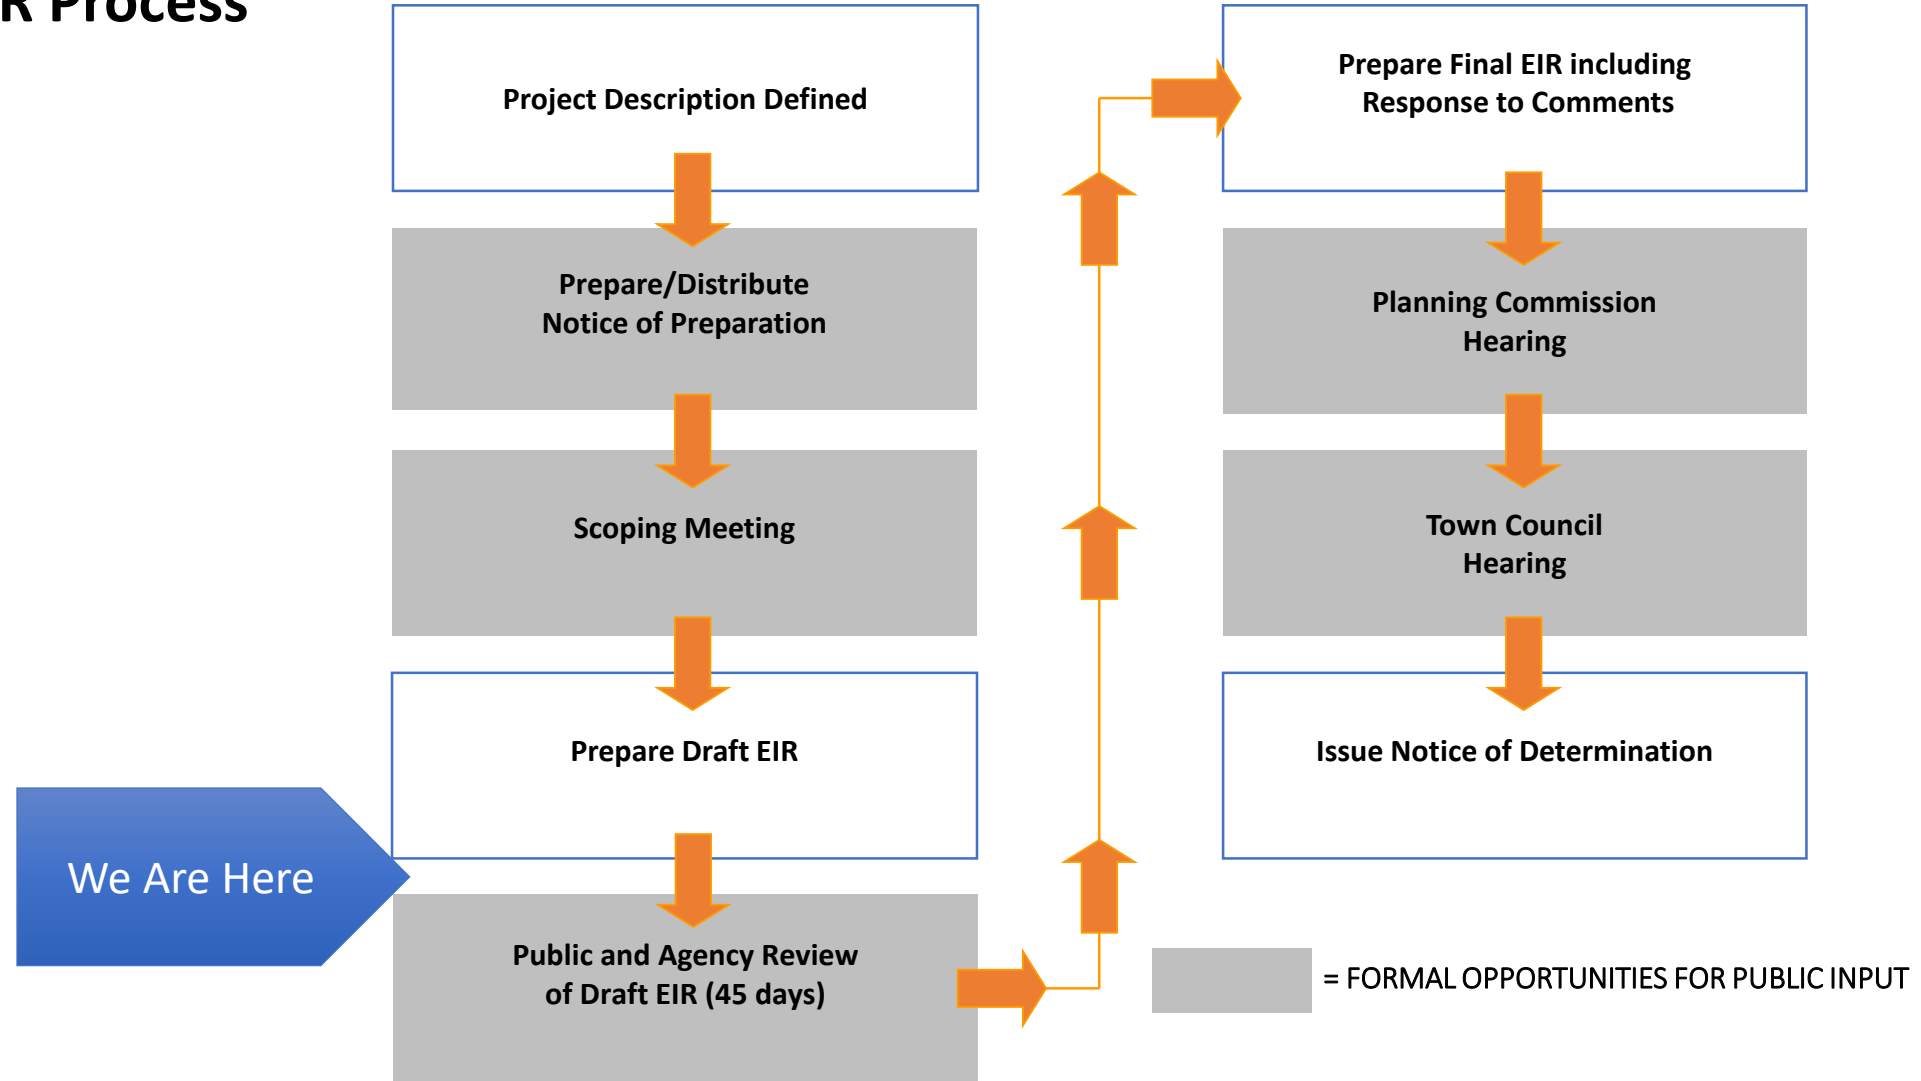 R Process
Project Description Defined
Prepare/Distribute
Notice of Preparation
Scoping Meeting
Prepare Draft EIR
We Are Here
Public and Agency Review
of Draft EIR (45 days)
Prepare Final EIR including
Response to Comments
Planning Commission
Hearing
Town Council
Hearing
Issue Notice of Determination
= FORMAL OPPORTUNITIES FOR PUBLIC INPUT